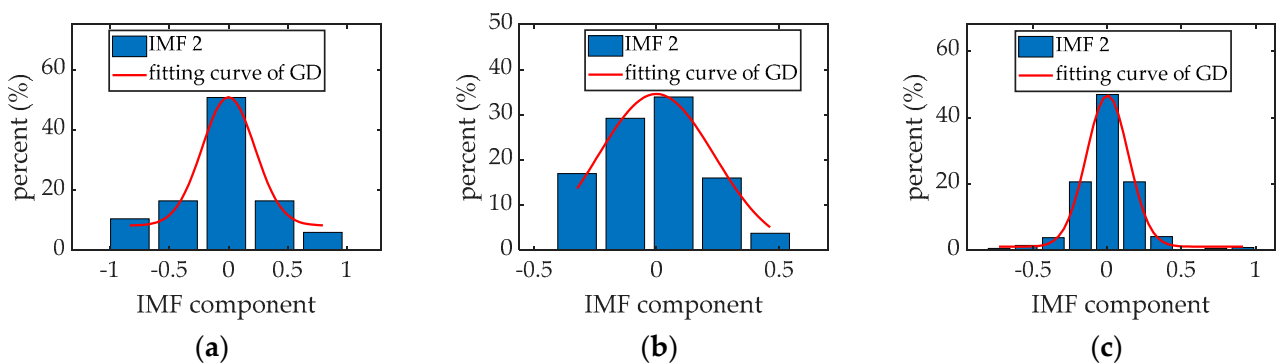 percent (%)
60
40
20
0
IMF 2
fitting curve of GD
-1
-0.5
0
0.5
1
IMF component
(a)
percent (%)
50
40
30
20
10
0
IMF 2
fitting curve of GD
-0.5
0
0.5
IMF component
(b)
percent (%)
60
40
20
0
IMF 2
fitting curve of GD
-0.5
0
0.5
1
IMF component
(c)